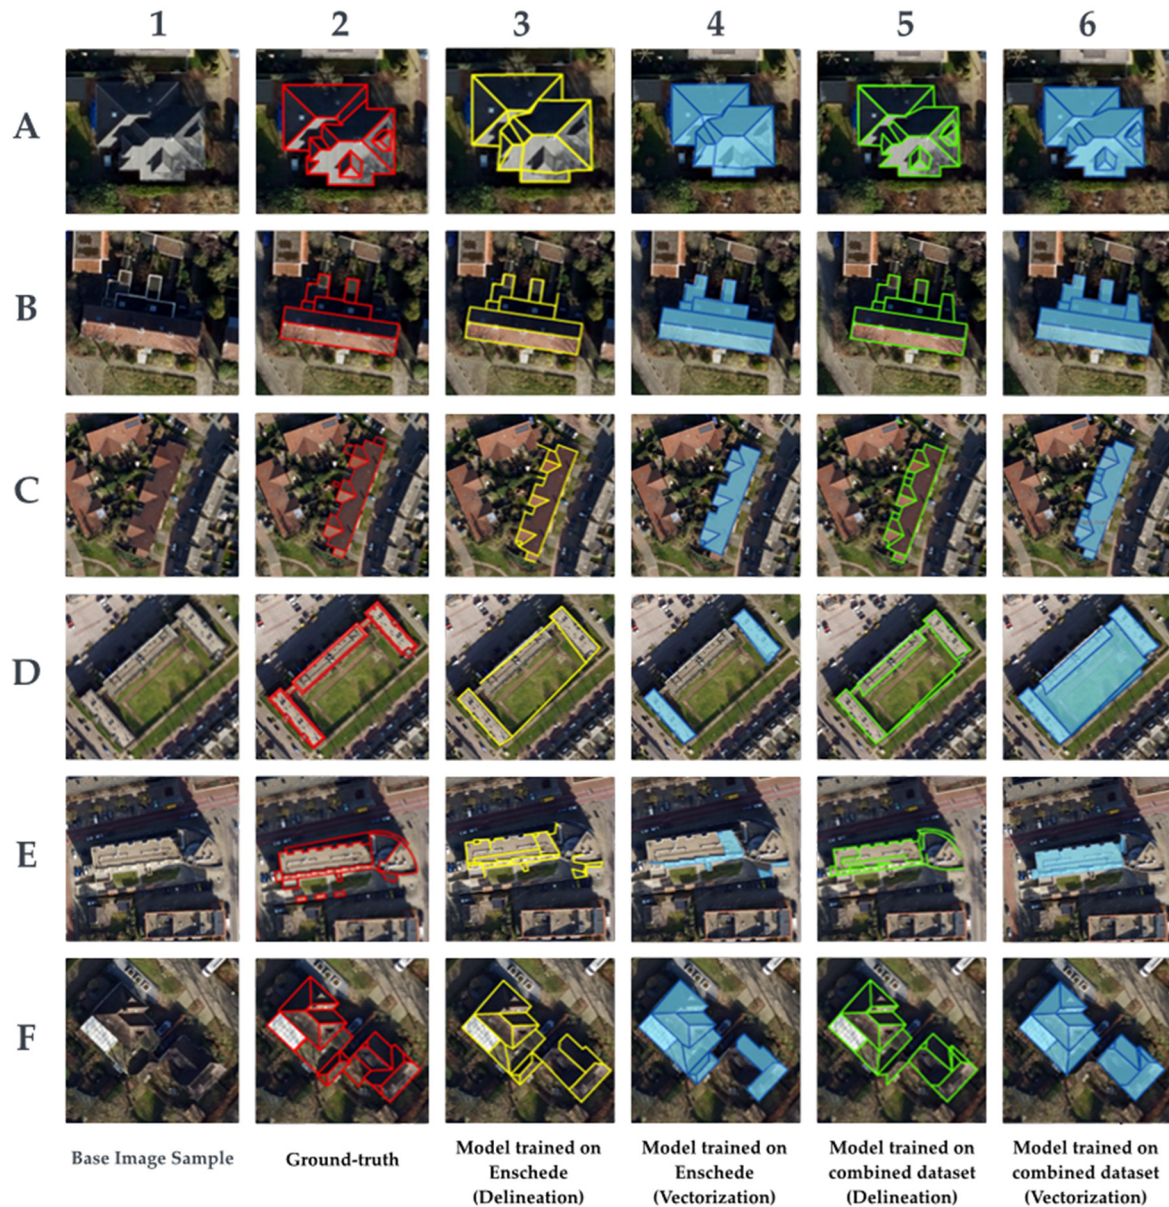 1 2 3 4 5 6
A
B
C
D
E
F
Base Image Sample
Ground-truth
Model trained on
Enschede
(Delineation)
Model trained on
Enschede
(Vectorization)
Model trained on
combined dataset
(Delineation)
Model trained on
combined dataset
(Vectorization)